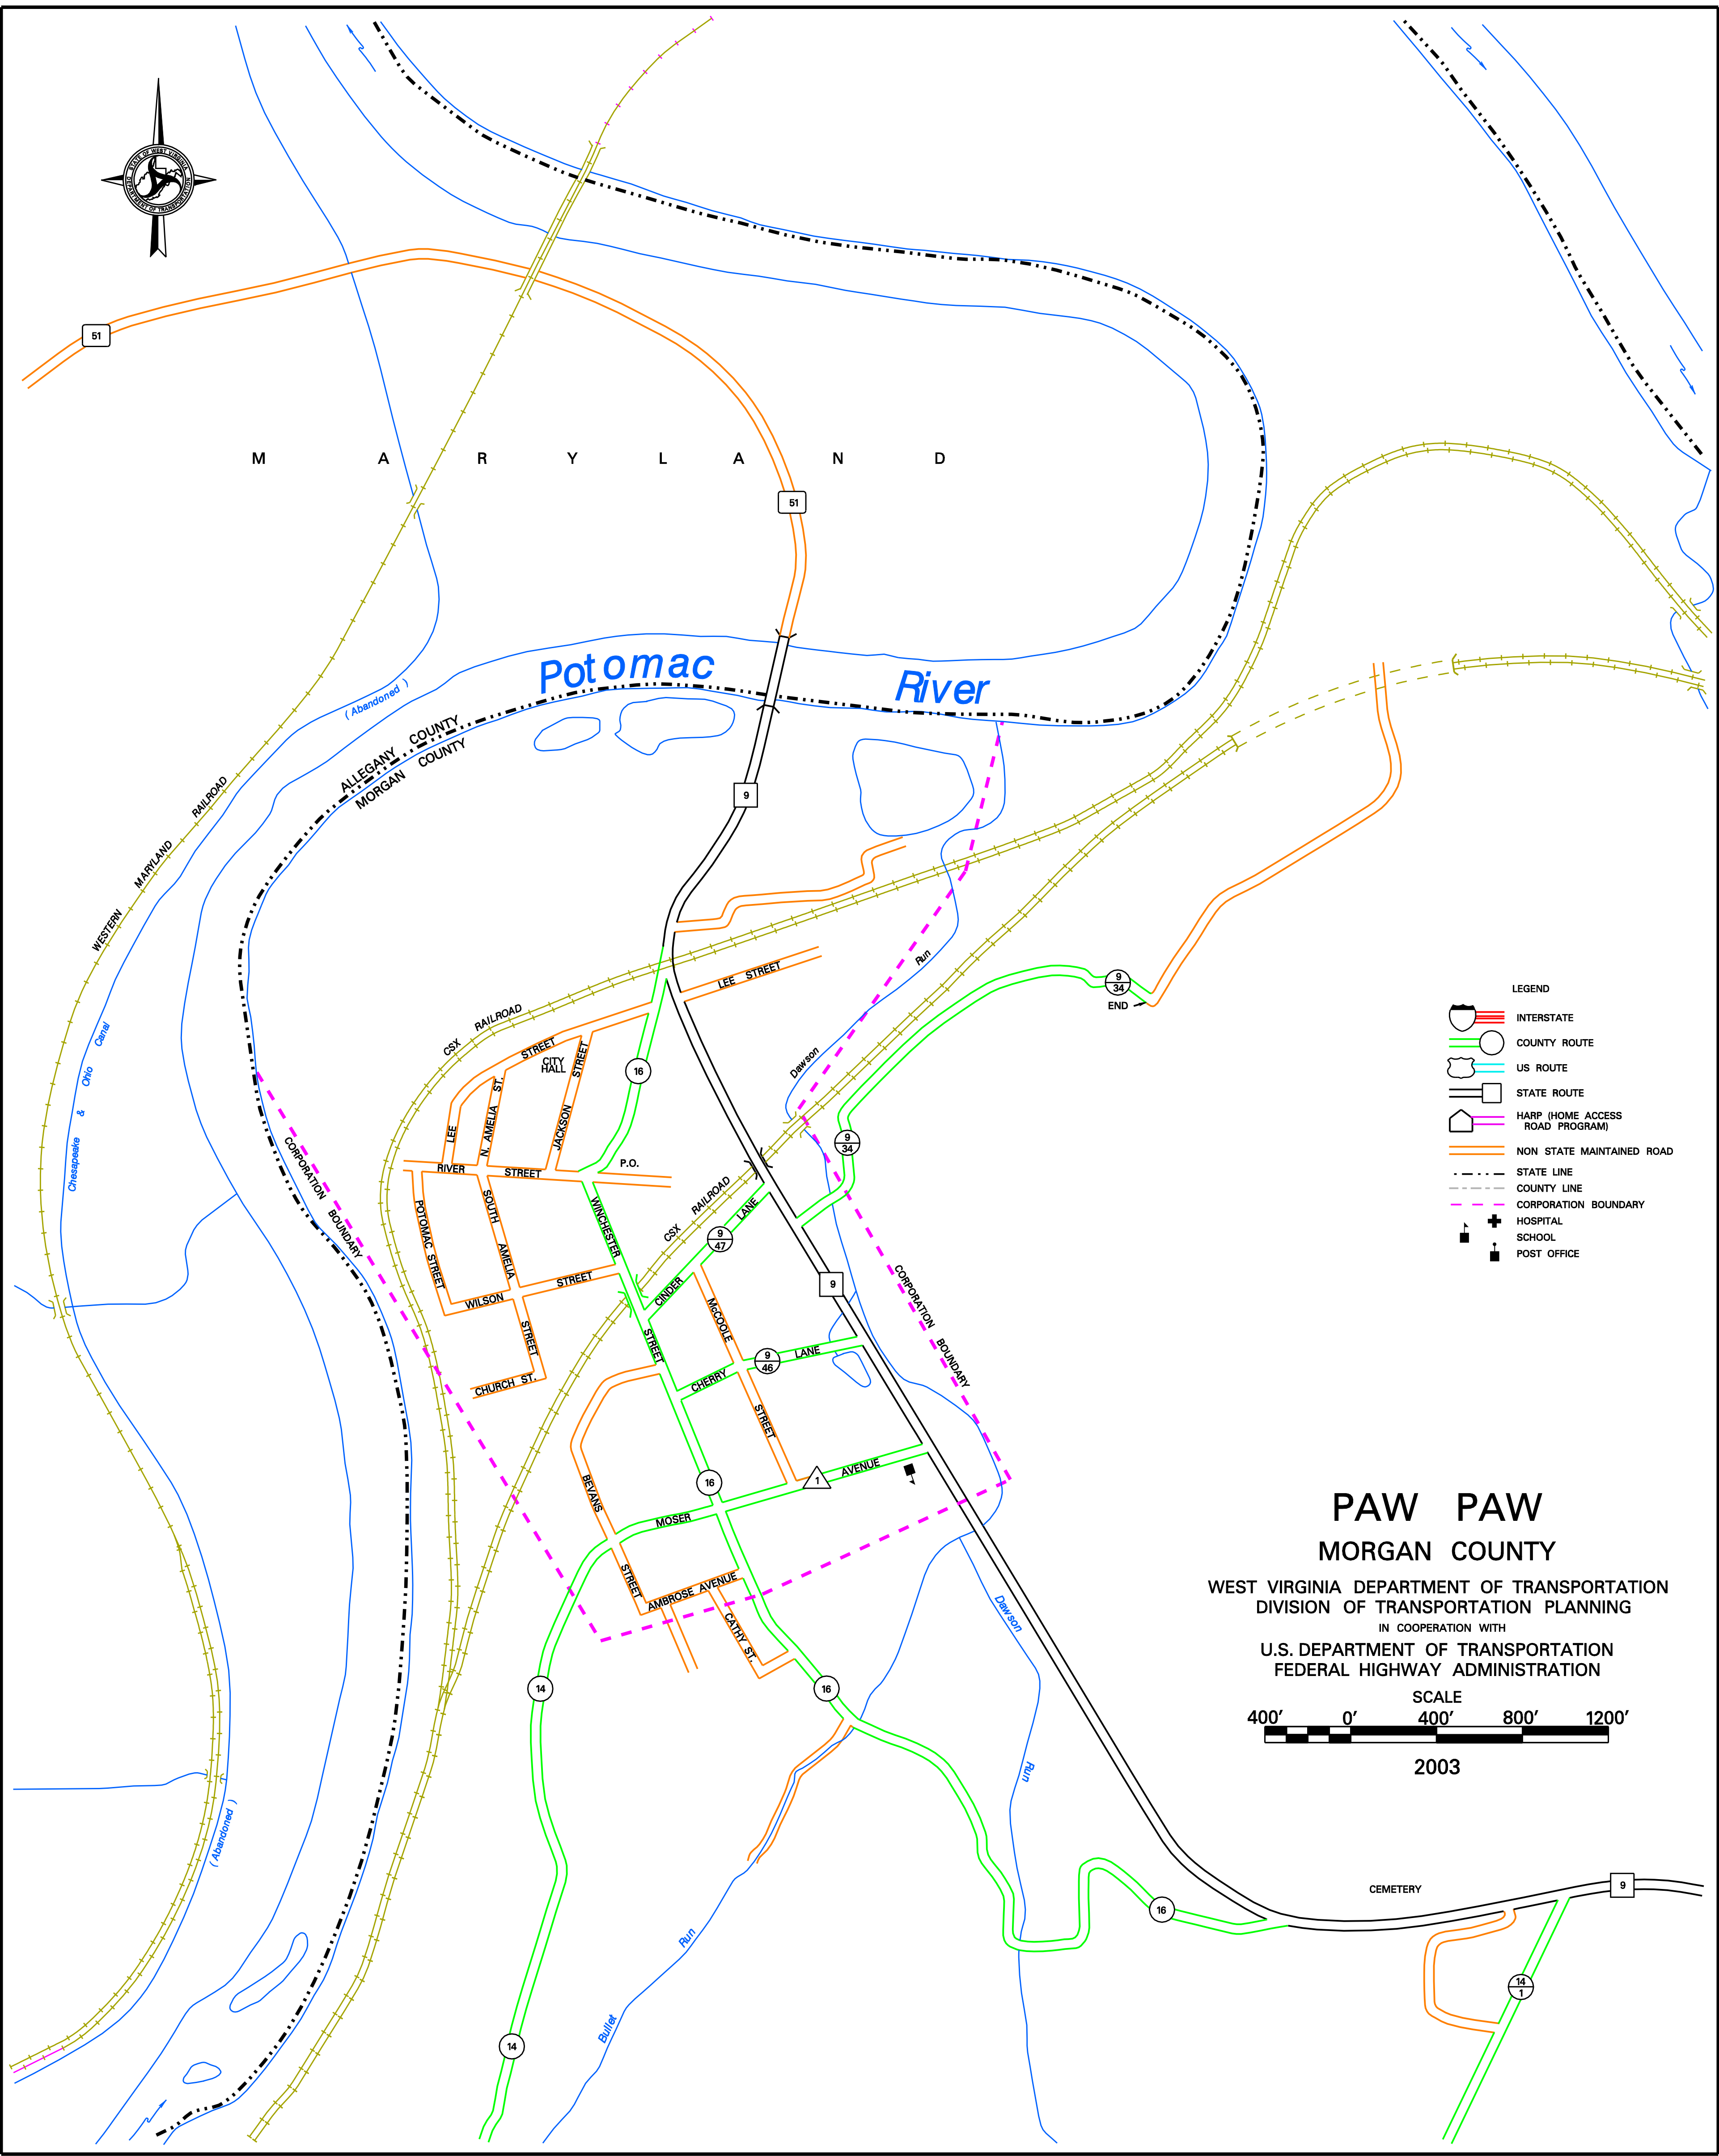 STATE OF WEST VIRGINIA
DEPARTMENT OF TRANSPORTATION
51
M A R Y L A N D
51
Potomac
River
( Abandoned )
ALLEGANY COUNTY
MORGAN COUNTY
9
WESTERN MARYLAND RAILROAD
Chesapeake & Ohio Canal
LEE STREET
CSX RAILROAD
Run
Dawson
9
34
END
LEE STREET
CITY
HALL
16
N. AMELIA ST.
JACKSON STREET
RIVER STREET
P.O.
9
34
CORPORATION BOUNDARY
POTOMAC STREET
SOUTH AMELIA STREET
WINCHESTER STREET
CSX RAILROAD
9
47
CINDER LANE
WILSON STREET
McCOOLE STREET
9
CORPORATION BOUNDARY
CHURCH ST.
CHERRY LANE
9
46
BEVANS STREET
16
MOSER AVENUE
1
AMBROSE AVENUE
CATHY ST.
14
16
Dawson
Run
( Abandoned )
Run
Bullet
14
16
CEMETERY
9
14
1
LEGEND
INTERSTATE
COUNTY ROUTE
US ROUTE
STATE ROUTE
HARP (HOME ACCESS
ROAD PROGRAM)
NON STATE MAINTAINED ROAD
STATE LINE
COUNTY LINE
CORPORATION BOUNDARY
HOSPITAL
SCHOOL
POST OFFICE
PAW PAW
MORGAN COUNTY
WEST VIRGINIA DEPARTMENT OF TRANSPORTATION
DIVISION OF TRANSPORTATION PLANNING
IN COOPERATION WITH
U.S. DEPARTMENT OF TRANSPORTATION
FEDERAL HIGHWAY ADMINISTRATION
SCALE
400′ 0′ 400′ 800′ 1200′
2003